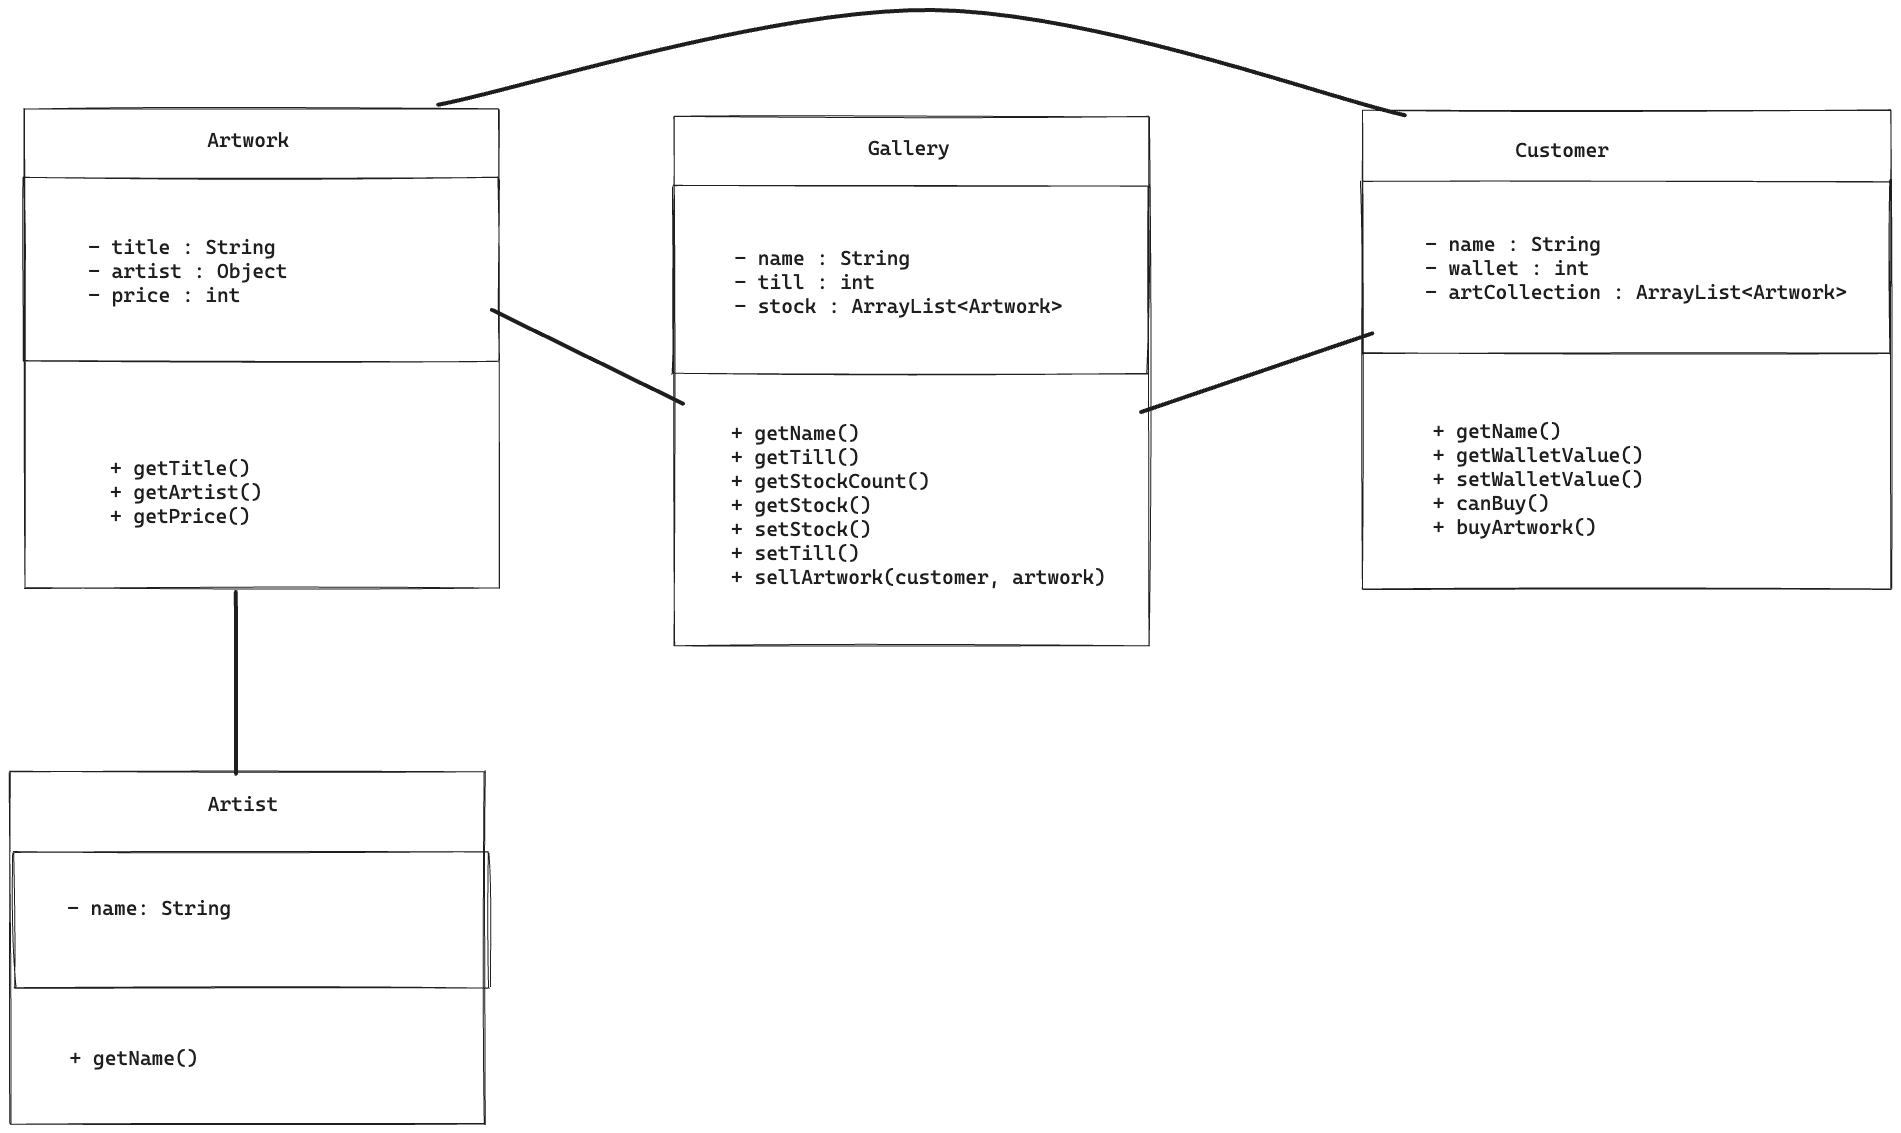 Artwork
- title : String
- artist : Object
- price : int
+ getTitle()
+ getArtist()
+ getPrice()
Gallery
- name : String
- till : int
- stock : ArrayList<Artwork>
+ getName()
+ getTill()
+ getStockCount()
+ getStock()
+ setStock()
+ setTill()
+ sellArtwork(customer, artwork)
Customer
- name : String
- wallet : int
- artCollection : ArrayList<Artwork>
+ getName()
+ getWalletValue()
+ setWalletValue()
+ canBuy()
+ buyArtwork()
Artist
- name: String
+ getName()